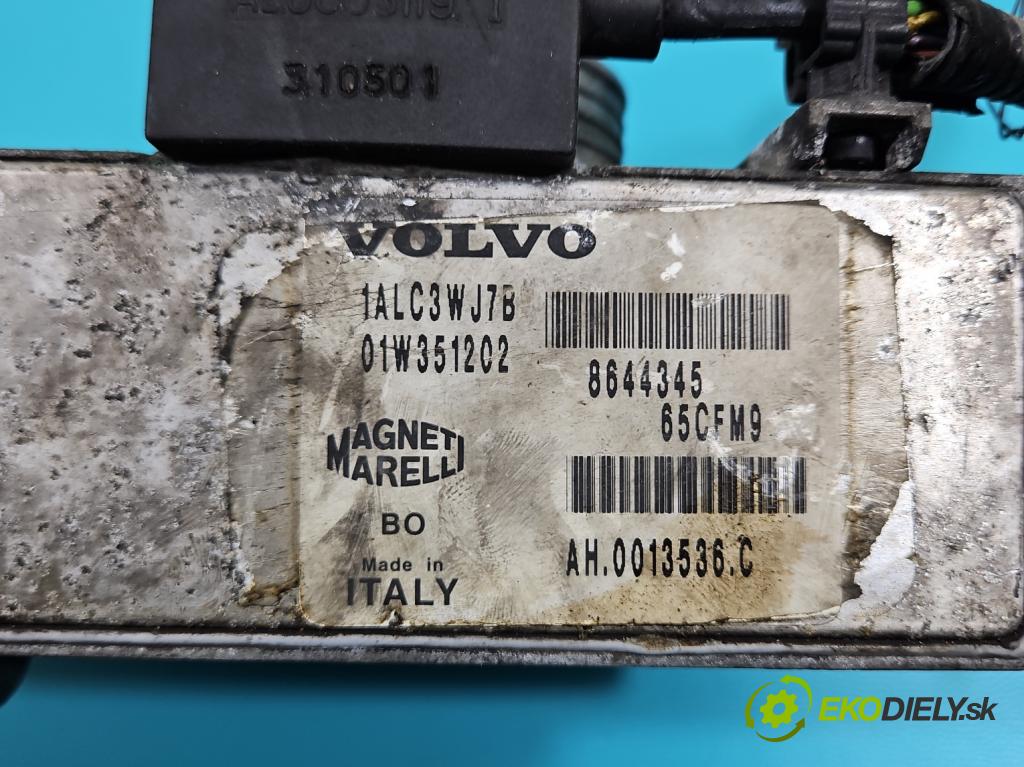 310501
VOLVO
1ALC3WJ7B
01W351202
8644345
65CFM9
MAGNETI
MARELLI
BO
AH.0013536.C
Made in
ITALY
EKODIELY.sk